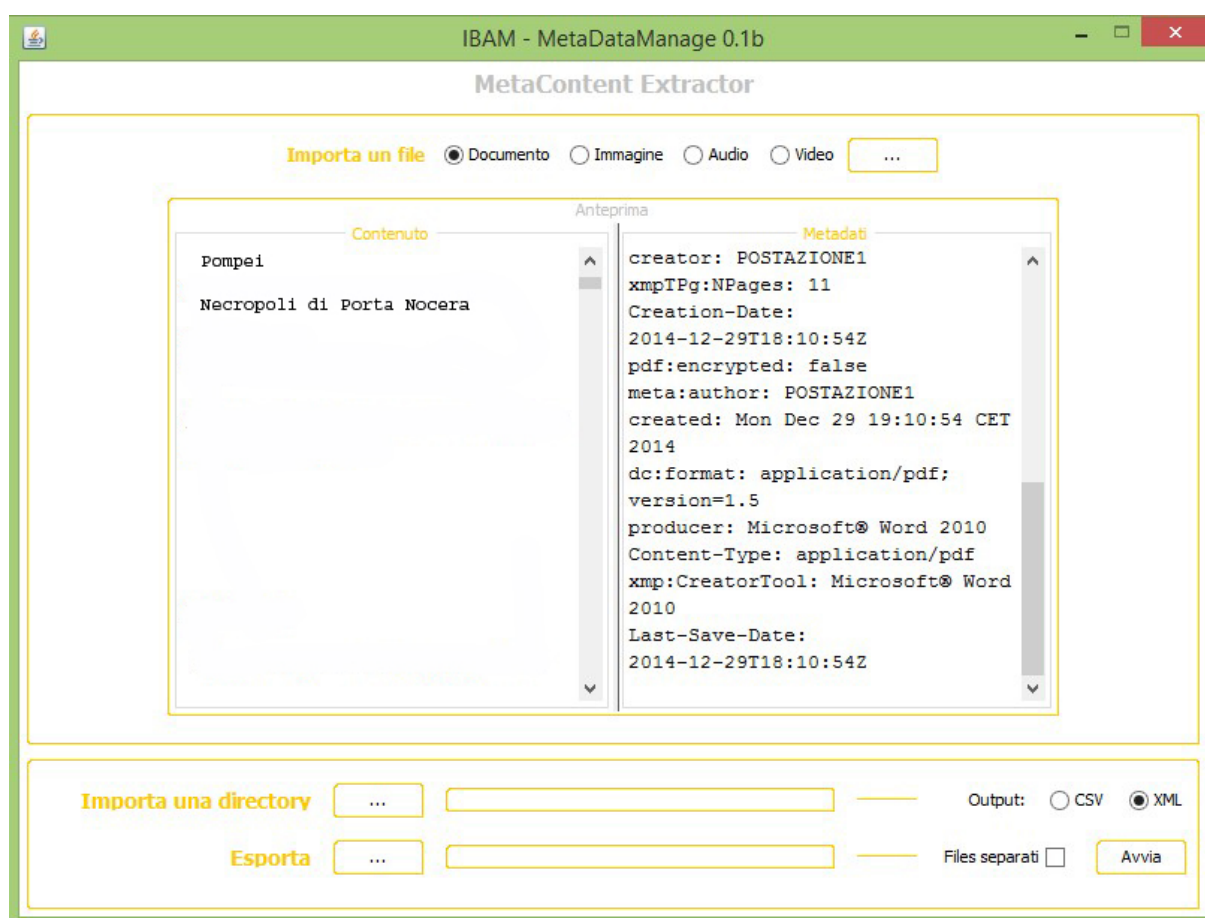 IBAM - MetaDataManage 0.1b
MetaContent Extractor
Importa un file Documento Immagine Audio Video ...
Anteprima
Contenuto
Pompei
Necropoli di Porta Nocera
Metadati
creator: POSTAZIONE1
xmpTPg:NPages: 11
Creation-Date:
2014-12-29T18:10:54Z
pdf:encrypted: false
meta:author: POSTAZIONE1
created: Mon Dec 29 19:10:54 CET
2014
dc:format: application/pdf;
version=1.5
producer: Microsoft® Word 2010
Content-Type: application/pdf
xmp:CreatorTool: Microsoft® Word
2010
Last-Save-Date:
2014-12-29T18:10:54Z
Importa una directory ... Output: CSV XML
Esporta ... Files separati Avvia